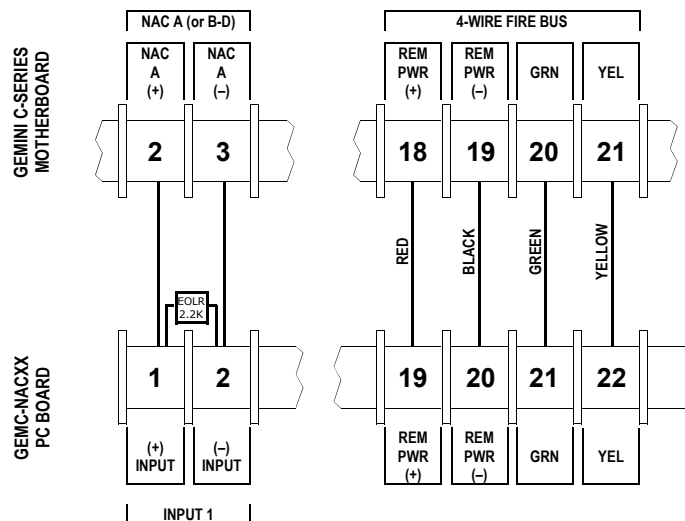 NAC A (or B-D)
4-WIRE FIRE BUS
NAC
A
(+)
NAC
A
(–)
REM
PWR
(+)
REM
PWR
(–)
GRN
YEL
GEMINI C-SERIES
MOTHERBOARD
2
3
18
19
20
21
RED
BLACK
GREEN
YELLOW
EOLR
2.2K
GEMC-NACXX
PC BOARD
1
2
19
20
21
22
(+)
INPUT
(–)
INPUT
REM
PWR
(+)
REM
PWR
(–)
GRN
YEL
INPUT 1